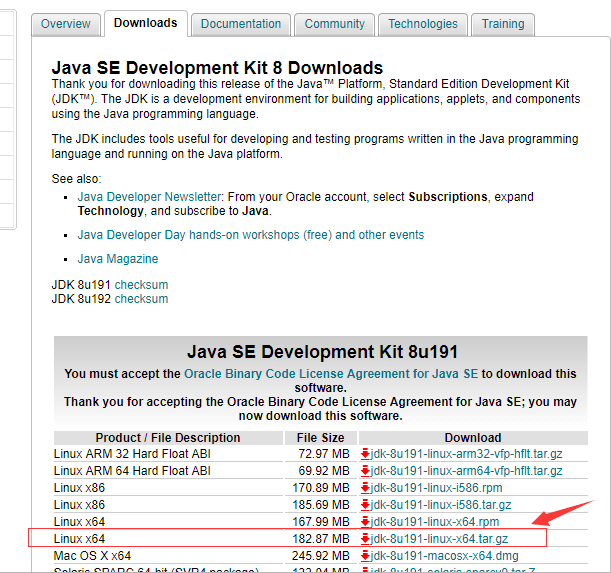 Overview Downloads Documentation Community Technologies Training
Java SE Development Kit 8 Downloads
Thank you for downloading this release of the Java™ Platform, Standard Edition Development Kit
(JDK™). The JDK is a development environment for building applications, applets, and components
using the Java programming language.
The JDK includes tools useful for developing and testing programs written in the Java programming
language and running on the Java platform.
See also:
Java Developer Newsletter: From your Oracle account, select Subscriptions, expand
Technology, and subscribe to Java.
Java Developer Day hands-on workshops (free) and other events
Java Magazine
JDK 8u191 checksum
JDK 8u192 checksum
Java SE Development Kit 8u191
You must accept the Oracle Binary Code License Agreement for Java SE to download this
software.
Thank you for accepting the Oracle Binary Code License Agreement for Java SE; you may
now download this software.
Product / File Description File Size Download
Linux ARM 32 Hard Float ABI 72.97 MB jdk-8u191-linux-arm32-vfp-hflt.tar.gz
Linux ARM 64 Hard Float ABI 69.92 MB jdk-8u191-linux-arm64-vfp-hflt.tar.gz
Linux x86 170.89 MB jdk-8u191-linux-i586.rpm
Linux x86 185.69 MB jdk-8u191-linux-i586.tar.gz
Linux x64 167.99 MB jdk-8u191-linux-x64.rpm
Linux x64 182.87 MB jdk-8u191-linux-x64.tar.gz
Mac OS X x64 245.92 MB jdk-8u191-macosx-x64.dmg